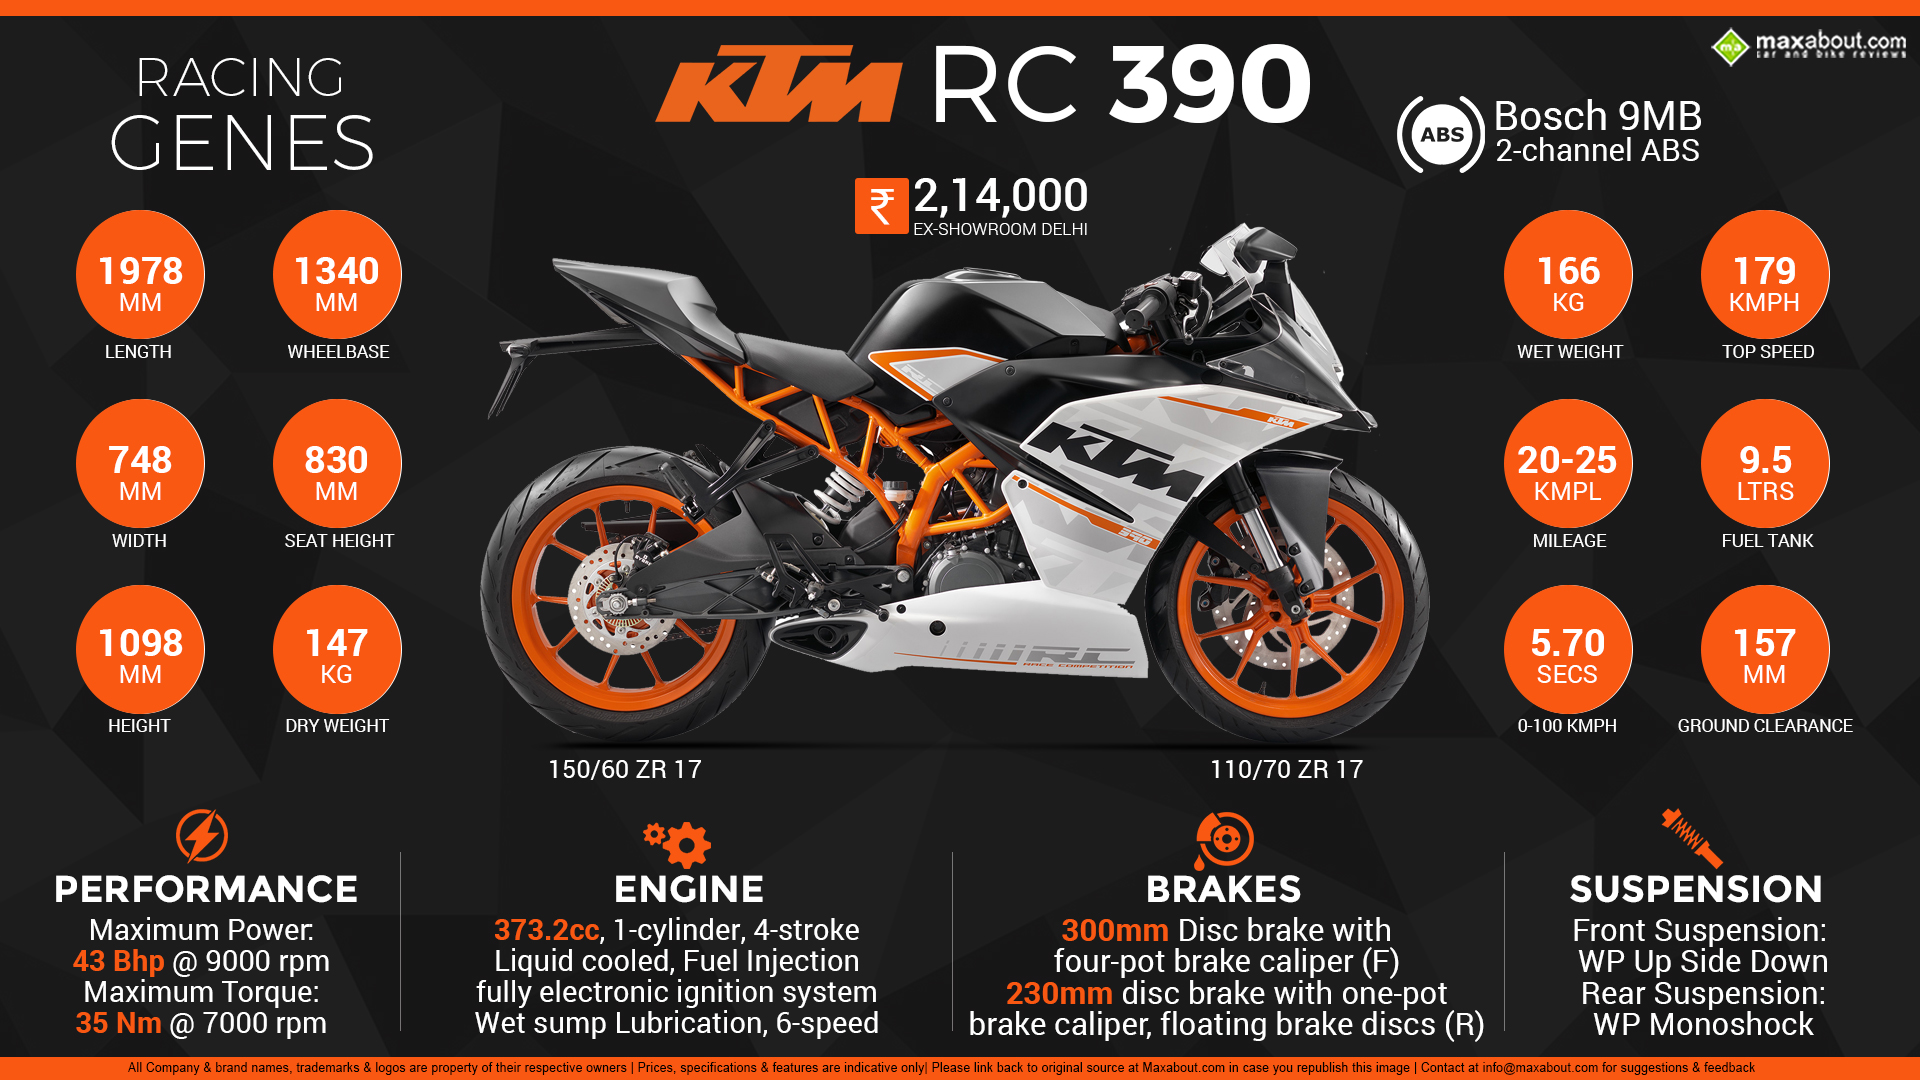 RACING
GENES
KTM RC 390
maxabout.com
car and bike reviews
ABS
Bosch 9MB
2-channel ABS
₹ 2,14,000
EX-SHOWROOM DELHI
1978
MM
LENGTH
1340
MM
WHEELBASE
748
MM
WIDTH
830
MM
SEAT HEIGHT
1098
MM
HEIGHT
147
KG
DRY WEIGHT
166
KG
WET WEIGHT
179
KMPH
TOP SPEED
20-25
KMPL
MILEAGE
9.5
LTRS
FUEL TANK
5.70
SECS
0-100 KMPH
157
MM
GROUND CLEARANCE
RC
KTM
KTM
390
RC
RACE COMPETITION
150/60 ZR 17
110/70 ZR 17
PERFORMANCE
Maximum Power:
43 Bhp @ 9000 rpm
Maximum Torque:
35 Nm @ 7000 rpm
ENGINE
373.2cc, 1-cylinder, 4-stroke
Liquid cooled, Fuel Injection
fully electronic ignition system
Wet sump Lubrication, 6-speed
BRAKES
300mm Disc brake with
four-pot brake caliper (F)
230mm disc brake with one-pot
brake caliper, floating brake discs (R)
SUSPENSION
Front Suspension:
WP Up Side Down
Rear Suspension:
WP Monoshock
All Company & brand names, trademarks & logos are property of their respective owners | Prices, specifications & features are indicative only| Please link back to original source at Maxabout.com in case you republish this image | Contact at info@maxabout.com for suggestions & feedback